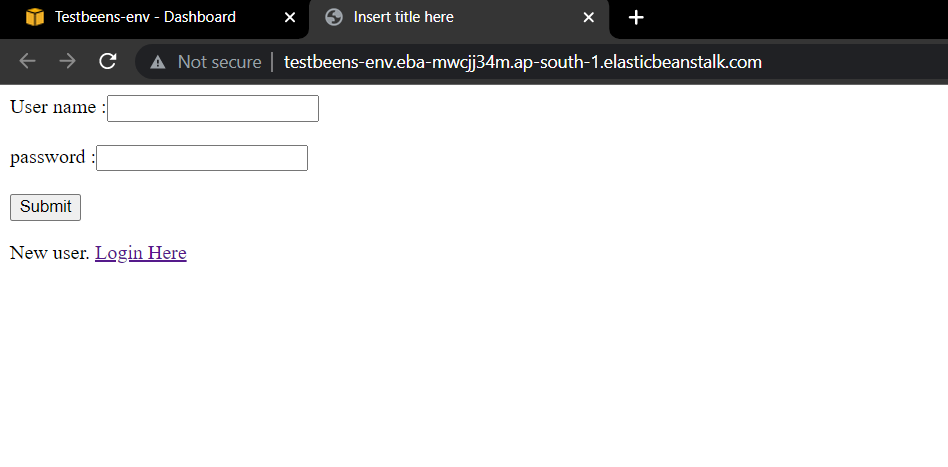 Testbeens-env - Dashboard
Insert title here
Not secure | testbeens-env.eba-mwcjj34m.ap-south-1.elasticbeanstalk.com
User name :
password :
Submit
New user. Login Here